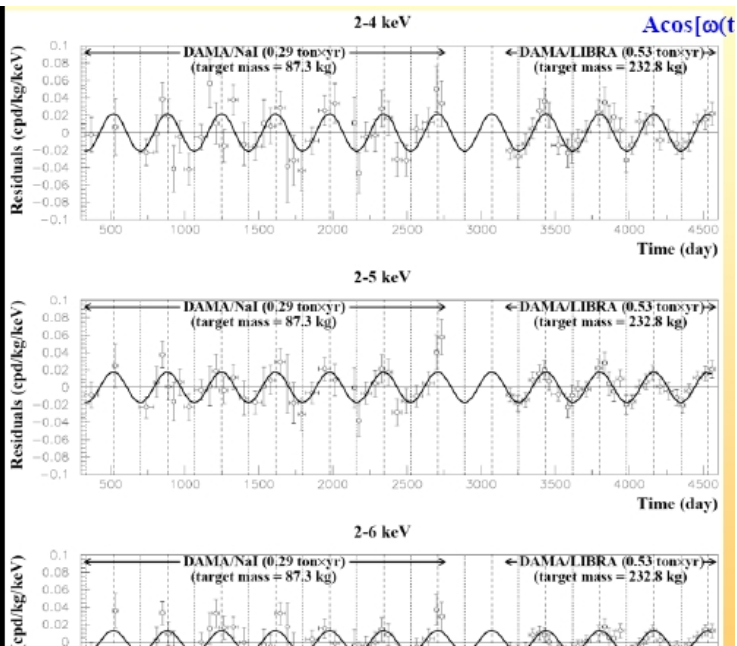 2-4 keV
Acos[ω(t
DAMA/NaI (0.29 ton×yr)
(target mass = 87.3 kg)
DAMA/LIBRA (0.53 ton×yr)
(target mass = 232.8 kg)
Residuals (cpd/kg/keV)
0.1
0.08
0.06
0.04
0.02
0
−0.02
−0.04
−0.06
−0.08
−0.1
500 1000 1500 2000 2500 3000 3500 4000 4500
Time (day)
2-5 keV
DAMA/NaI (0.29 ton×yr)
(target mass = 87.3 kg)
DAMA/LIBRA (0.53 ton×yr)
(target mass = 232.8 kg)
Residuals (cpd/kg/keV)
0.1
0.08
0.06
0.04
0.02
0
−0.02
−0.04
−0.06
−0.08
−0.1
500 1000 1500 2000 2500 3000 3500 4000 4500
Time (day)
2-6 keV
DAMA/NaI (0.29 ton×yr)
(target mass = 87.3 kg)
DAMA/LIBRA (0.53 ton×yr)
(target mass = 232.8 kg)
cpd/kg/keV)
0.1
0.08
0.06
0.04
0.02
0